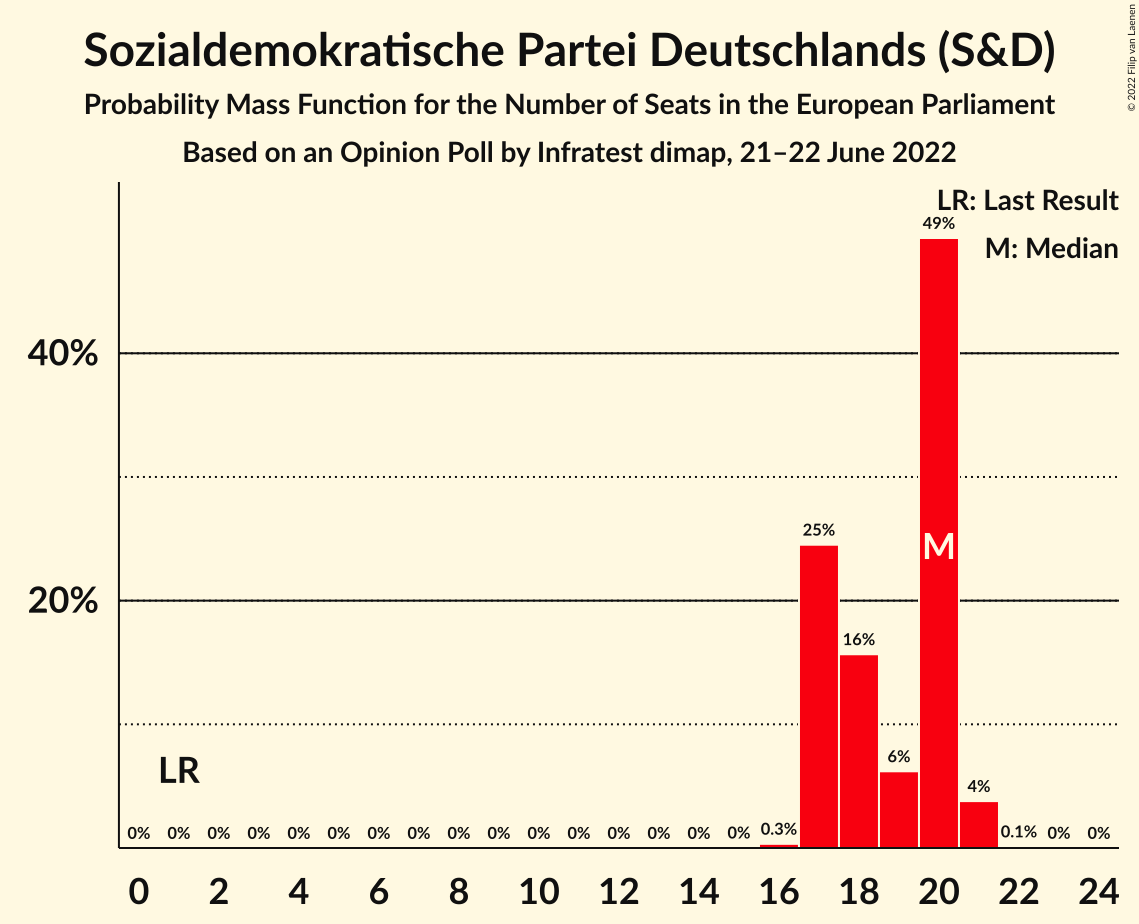 Sozialdemokratische Partei Deutschlands (S&D)
Probability Mass Function for the Number of Seats in the European Parliament
Based on an Opinion Poll by Infratest dimap, 21–22 June 2022
© 2022 Filip van Laenen
LR: Last Result
M: Median
49%
40%
25%
M
20%
16%
LR
6%
4%
0% 0% 0% 0% 0% 0% 0% 0% 0% 0% 0% 0% 0% 0% 0% 0% 0.3% 0.1% 0% 0%
0 2 4 6 8 10 12 14 16 18 20 22 24